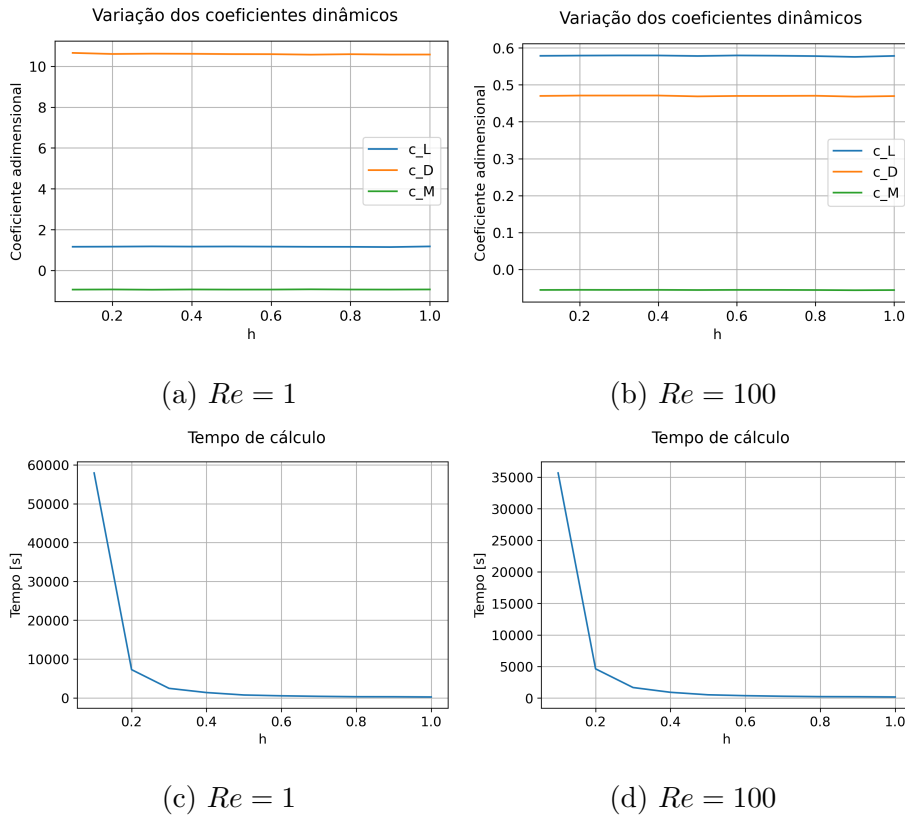 Variação dos coeficientes dinâmicos
Coeficiente adimensional
10
8
6
4
2
0
c_L
c_D
c_M
0.2 0.4 0.6 0.8 1.0
h
(a) Re = 1
Variação dos coeficientes dinâmicos
Coeficiente adimensional
0.6
0.5
0.4
0.3
0.2
0.1
0.0
c_L
c_D
c_M
0.2 0.4 0.6 0.8 1.0
h
(b) Re = 100
Tempo de cálculo
Tempo [s]
60000
50000
40000
30000
20000
10000
0
0.2 0.4 0.6 0.8 1.0
h
(c) Re = 1
Tempo de cálculo
Tempo [s]
35000
30000
25000
20000
15000
10000
5000
0
0.2 0.4 0.6 0.8 1.0
h
(d) Re = 100